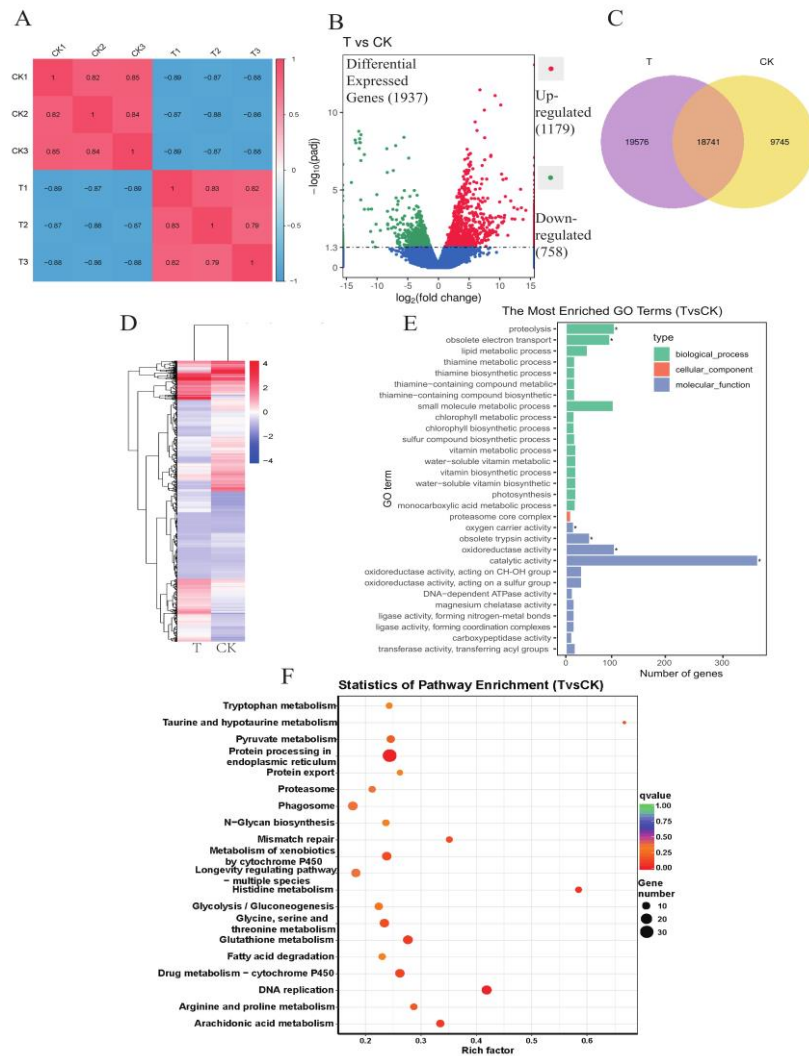 A
CK1 CK2 CK3 T1 T2 T3
CK1 1 0.82 0.85 −0.89 −0.87 −0.88
CK2 0.82 1 0.84 −0.87 −0.88 −0.86
CK3 0.85 0.84 1 −0.89 −0.87 −0.86
T1 −0.89 −0.87 −0.89 1 0.83 0.82
T2 −0.87 −0.88 −0.87 0.83 1 0.79
T3 −0.88 −0.86 −0.86 0.82 0.79 1
1
0.5
0
−0.5
−1
B
T vs CK
Differential
Expressed
Genes (1937)
Up-
regulated
(1179)
Down-
regulated
(758)
−log10(padj)
10
5
1.3
0
−15 −10 −5 0 5 10 15
log2(fold change)
C
T CK
19576 18741 9745
D
4
2
0
−2
−4
T CK
E
The Most Enriched GO Terms (TvsCK)
GO term
proteolysis *
obsolete electron transport *
lipid metabolic process
thiamine metabolic process
thiamine biosynthetic process
thiamine−containing compound metablic
thiamine−containing compound biosynthetic
small molecule metabolic process
chlorophyll metabolic process
chlorophyll biosynthetic process
sulfur compound biosynthetic process
vitamin metabolic process
water−soluble vitamin metabolic
vitamin biosynthetic process
water−soluble vitamin biosynthetic
photosynthesis
monocarboxylic acid metabolic process
proteasome core complex
oxygen carrier activity *
obsolete trypsin activity *
oxidoreductase activity *
catalytic activity *
oxidoreductase activity, acting on CH-OH group
oxidoreductase activity, acting on a sulfur group
DNA−dependent ATPase activity
magnesium chelatase activity
ligase activity, forming nitrogen−metal bonds
ligase activity, forming coordination complexes
carboxypeptidase activity
transferase activity, transferring acyl groups
0 100 200 300
Number of genes
type
biological_process
cellular_component
molecular_function
F
Statistics of Pathway Enrichment (TvsCK)
Tryptophan metabolism
Taurine and hypotaurine metabolism
Pyruvate metabolism
Protein processing in
endoplasmic reticulum
Protein export
Proteasome
Phagosome
N−Glycan biosynthesis
Mismatch repair
Metabolism of xenobiotics
by cytochrome P450
Longevity regulating pathway
− multiple species
Histidine metabolism
Glycolysis / Gluconeogenesis
Glycine, serine and
threonine metabolism
Glutathione metabolism
Fatty acid degradation
Drug metabolism − cytochrome P450
DNA replication
Arginine and proline metabolism
Arachidonic acid metabolism
0.2 0.3 0.4 0.5 0.6
Rich factor
qvalue
1.00
0.75
0.50
0.25
0.00
Gene
number
10
20
30